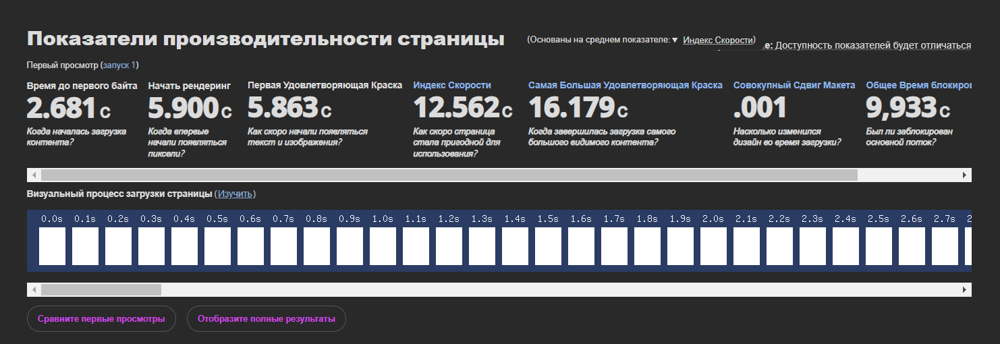 Показатели производительности страницы
(Основаны на среднем показателе:▼ Индекс Скорости)
е: Доступность показателей будет отличаться
Первый просмотр (запуск 1)
Время до первого байта
2.681 с
Когда началась загрузка
контента?
Начать рендеринг
5.900 с
Когда впервые
начали появляться
пиксели?
Первая Удовлетворяющая Краска
5.863 с
Как скоро начали появляться
текст и изображения?
Индекс Скорости
12.562 с
Как скоро страница
стала пригодной для
использования?
Самая Большая Удовлетворяющая Краска
16.179 с
Когда завершилась загрузка самого
большого видимого контента?
Совокупный Сдвиг Макета
.001
Насколько изменился
дизайн во время загрузки?
Общее Время блокиров
9,933 с
Был ли заблокирован
основной поток?
Визуальный процесс загрузки страницы (Изучить)
0.0s 0.1s 0.2s 0.3s 0.4s 0.5s 0.6s 0.7s 0.8s 0.9s 1.0s 1.1s 1.2s 1.3s 1.4s 1.5s 1.6s 1.7s 1.8s 1.9s 2.0s 2.1s 2.2s 2.3s 2.4s 2.5s 2.6s 2.7s 2
Сравните первые просмотры
Отобразите полные результаты